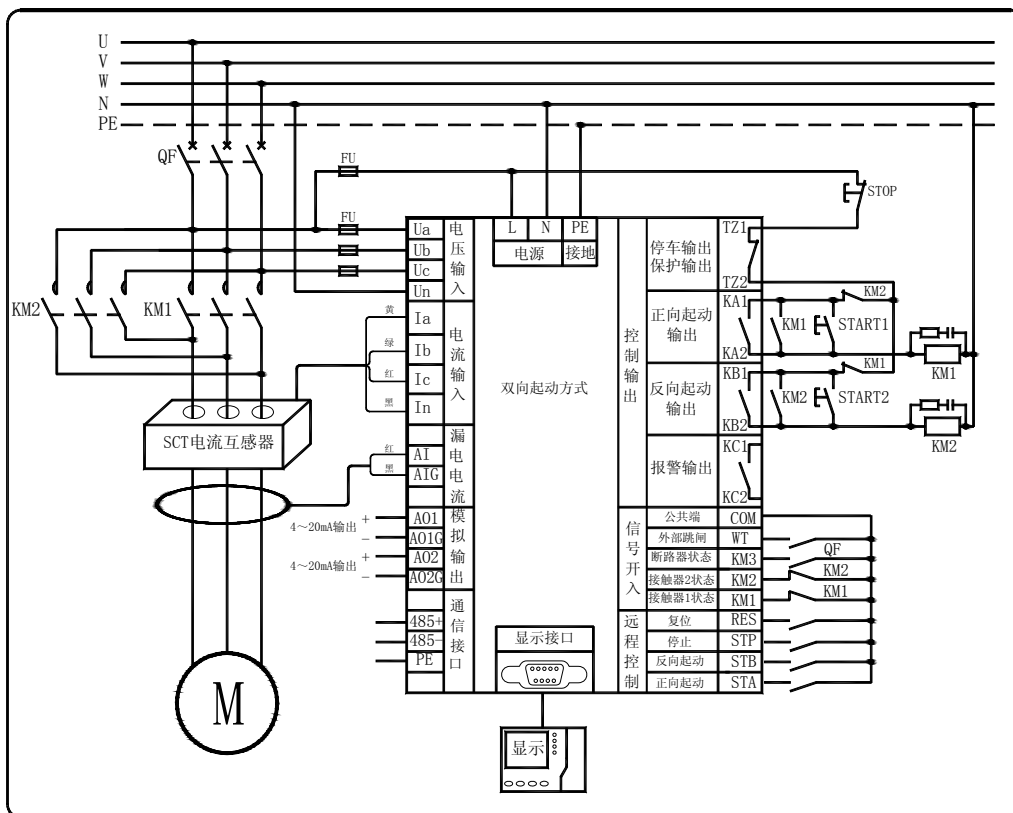 U
V
W
N
PE
QF
FU
STOP
FU
Ua
Ub
Uc
Un
电压输入
L N PE
电源 接地
停车输出
保护输出
TZ1
TZ2
KM2 KM1
黄 Ia
绿 Ib
红 Ic
黑 In
电流输入
双向起动方式
控制输出
正向起动
输出
KA1
KA2
KM1 START1 KM2
KM1
反向起动
输出
KB1
KB2
KM2 START2 KM1
KM2
SCT电流互感器
红 AI
黑 AIG
漏电电流
报警输出
KC1
KC2
4～20mA输出 + AO1
- AO1G
4～20mA输出 + AO2
- AO2G
模拟输出
信号开入
公共端 COM
外部跳闸 WT
断路器状态 KM3 QF
接触器2状态 KM2 KM2
接触器1状态 KM1 KM1
485+
485-
PE
通信接口
显示接口
远程控制
复位 RES
停止 STP
反向起动 STB
正向起动 STA
M
显示